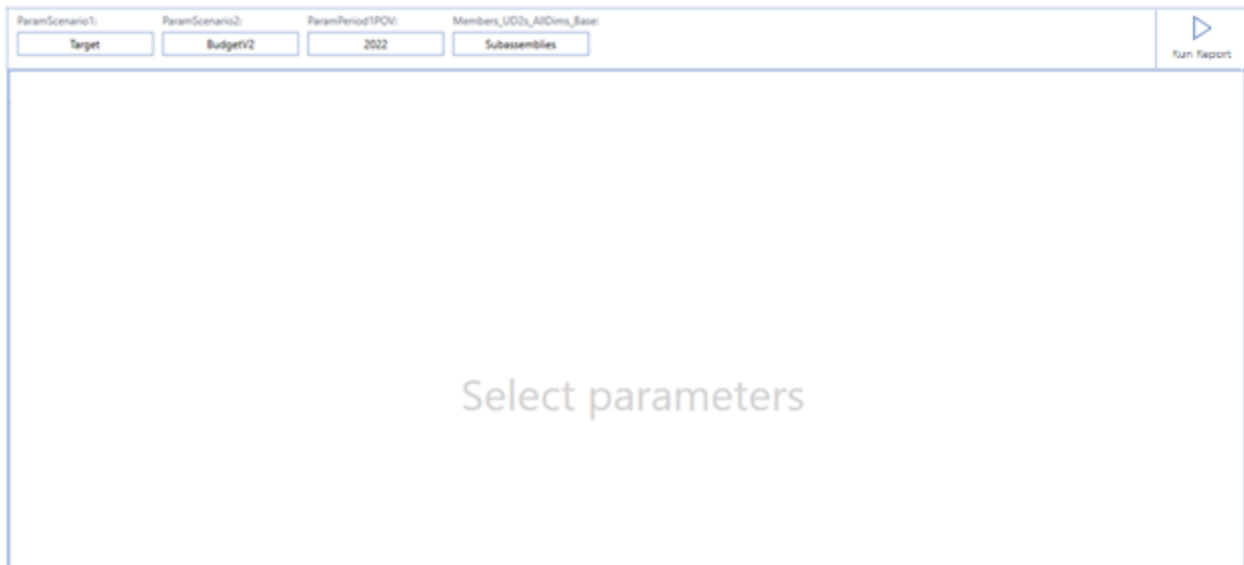 ParamScenario1: ParamScenario2: ParamPeriod1POV: Members_UD2s_AllDims_Base:
Target BudgetV2 2022 Subassemblies
Run Report
Select parameters